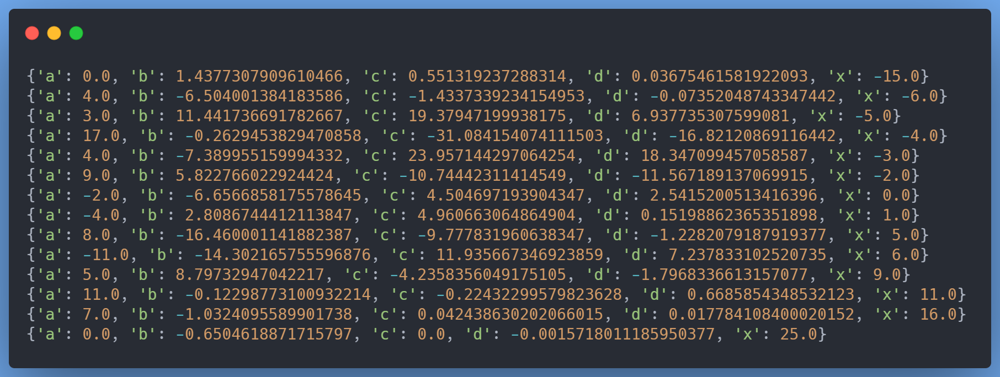 {'a': 0.0, 'b': 1.4377307909610466, 'c': 0.551319237288314, 'd': 0.03675461581922093, 'x': -15.0}
{'a': 4.0, 'b': -6.504001384183586, 'c': -1.4337339234154953, 'd': -0.07352048743347442, 'x': -6.0}
{'a': 3.0, 'b': 11.441736691782667, 'c': 19.37947199938175, 'd': 6.937735307599081, 'x': -5.0}
{'a': 17.0, 'b': -0.2629453829470858, 'c': -31.084154074111503, 'd': -16.82120869116442, 'x': -4.0}
{'a': 4.0, 'b': -7.389955159994332, 'c': 23.957144297064254, 'd': 18.347099457058587, 'x': -3.0}
{'a': 9.0, 'b': 5.822766022924424, 'c': -10.74442311414549, 'd': -11.567189137069915, 'x': -2.0}
{'a': -2.0, 'b': -6.6566858175578645, 'c': 4.504697193904347, 'd': 2.5415200513416396, 'x': 0.0}
{'a': -4.0, 'b': 2.8086744412113847, 'c': 4.960663064864904, 'd': 0.15198862365351898, 'x': 1.0}
{'a': 8.0, 'b': -16.460001141882387, 'c': -9.777831960638347, 'd': -1.2282079187919377, 'x': 5.0}
{'a': -11.0, 'b': -14.302165755596876, 'c': 11.935667346923859, 'd': 7.237833102520735, 'x': 6.0}
{'a': 5.0, 'b': 8.79732947042217, 'c': -4.2358356049175105, 'd': -1.7968336613157077, 'x': 9.0}
{'a': 11.0, 'b': -0.12298773100932214, 'c': -0.22432299579823628, 'd': 0.6685854348532123, 'x': 11.0}
{'a': 7.0, 'b': -1.0324095589901738, 'c': 0.042438630202066015, 'd': 0.017784108400020152, 'x': 16.0}
{'a': 0.0, 'b': -0.6504618871715797, 'c': 0.0, 'd': -0.0015718011185950377, 'x': 25.0}